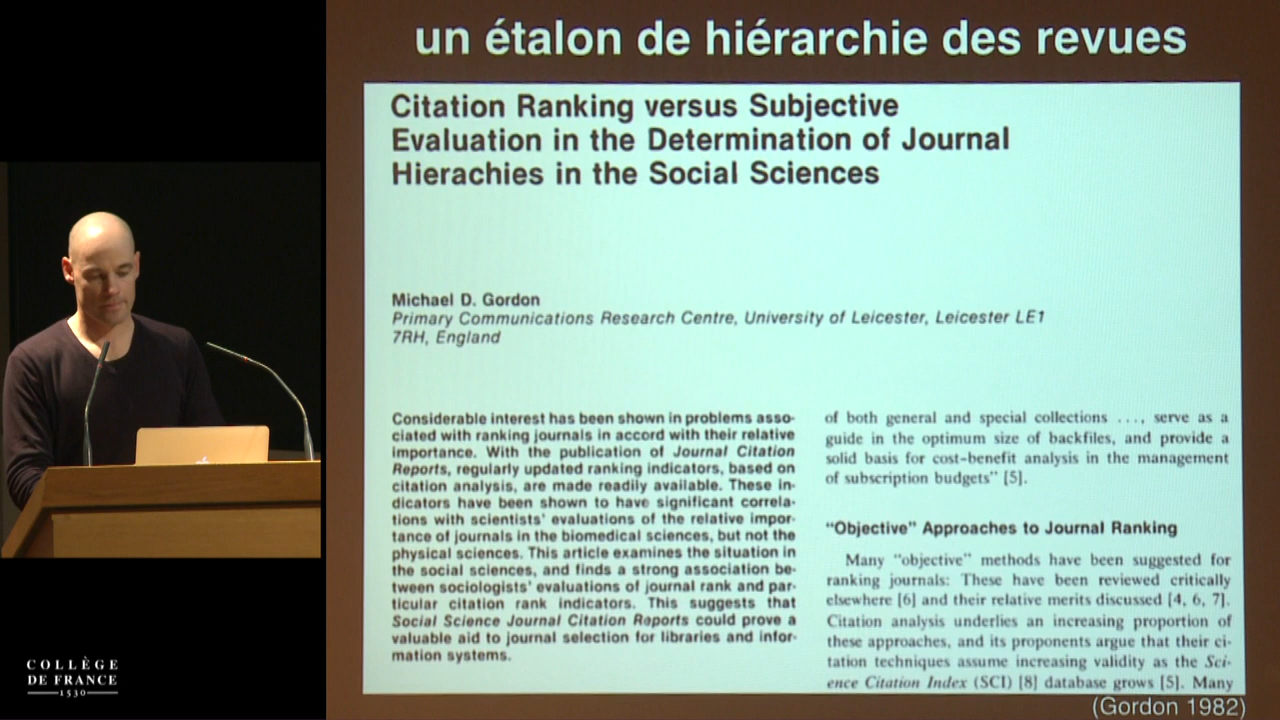 un étalon de hiérarchie des revues
Citation Ranking versus Subjective
Evaluation in the Determination of Journal
Hierachies in the Social Sciences
Michael D. Gordon
Primary Communications Research Centre, University of Leicester, Leicester LE1
7RH, England
Considerable interest has been shown in problems asso-
ciated with ranking journals in accord with their relative
importance. With the publication of Journal Citation
Reports, regularly updated ranking indicators, based on
citation analysis, are made readily available. These in-
dicators have been shown to have significant correla-
tions with scientists' evaluations of the relative impor-
tance of journals in the biomedical sciences, but not the
physical sciences. This article examines the situation in
the social sciences, and finds a strong association be-
tween sociologists' evaluations of journal rank and par-
ticular citation rank indicators. This suggests that
Social Science Journal Citation Reports could prove a
valuable aid to journal selection for libraries and infor-
mation systems.
of both general and special collections . . . , serve as a
guide in the optimum size of backfiles, and provide a
solid basis for cost–benefit analysis in the management
of subscription budgets” [5].
“Objective” Approaches to Journal Ranking
Many “objective” methods have been suggested for
ranking journals: These have been reviewed critically
elsewhere [6] and their relative merits discussed [4, 6, 7].
Citation analysis underlies an increasing proportion of
these approaches, and its proponents argue that their ci-
tation techniques assume increasing validity as the Sci-
ence Citation Index (SCI) [8] database grows [5]. Many
(Gordon 1982)
COLLÈGE
DE FRANCE
1530